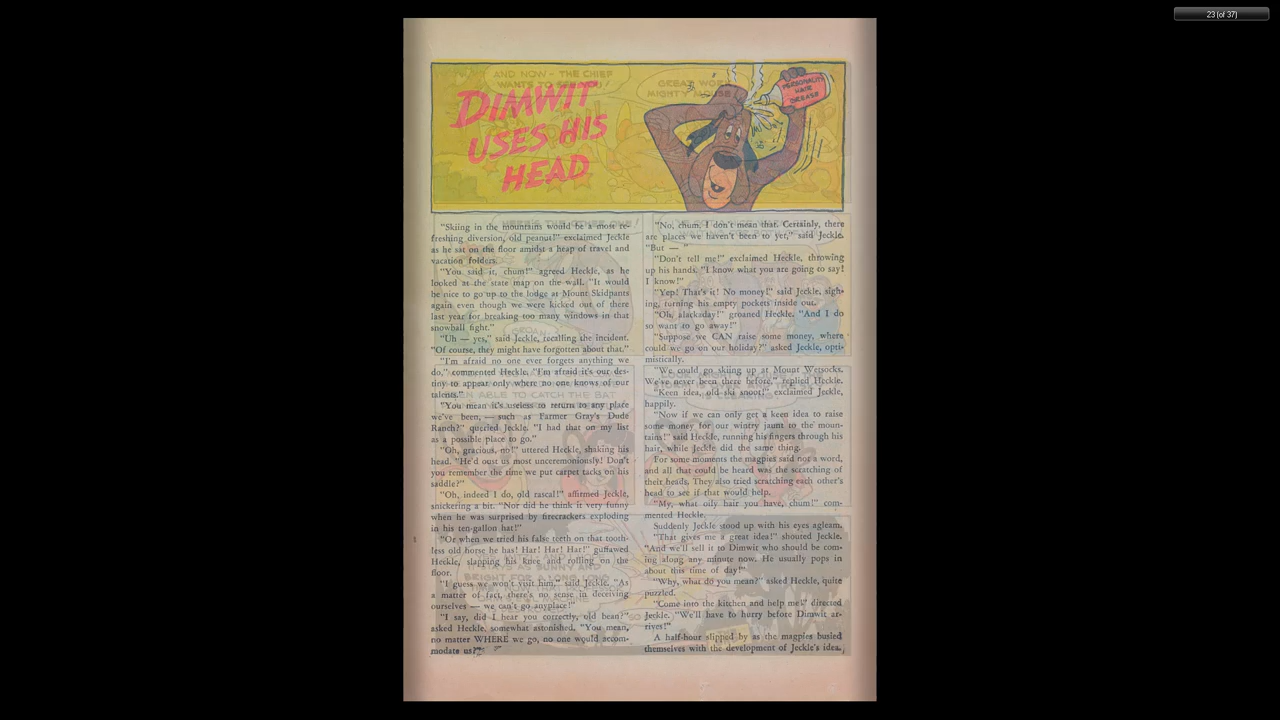 23 (of 37)
DIMWIT
USES HIS
HEAD
PERSONALITY
HAIR
GREASE
"Skiing in the mountains would be a most re-
freshing diversion, old peanut!" exclaimed Jeckle
as he sat on the floor amidst a heap of travel and
vacation folders.
"You said it, chum!" agreed Heckle, as he
looked at the state map on the wall. "It would
be nice to go up to the lodge at Mount Skidpants
again even though we were kicked out of there
last year for breaking too many windows in that
snowball fight."
"Uh — yes," said Jeckle, recalling the incident.
"Of course, they might have forgotten about that."
"I'm afraid no one ever forgets anything we
do," commented Heckle. "I'm afraid it's our des-
tiny to appear only where no one knows of our
talents."
"You mean it's useless to return to any place
we've been, — such as Farmer Gray's Dude
Ranch?" queried Jeckle. "I had that on my list
as a possible place to go."
"Oh, gracious, no!" uttered Heckle, shaking his
head. "He'd oust us most unceremoniously! Don't
you remember the time we put carpet tacks on his
saddle?"
"Oh, indeed I do, old rascal!" affirmed Jeckle,
snickering a bit. "Nor did he think it very funny
when he was surprised by firecrackers exploding
in his ten-gallon hat!"
"Or when we tried his false teeth on that tooth-
less old horse he has! Har! Har! Har!" guffawed
Heckle, slapping his knee and rolling on the
floor.
"I guess we won't visit him," said Jeckle. "As
a matter of fact, there's no sense in deceiving
ourselves — we can't go anyplace!"
"I say, did I hear you correctly, old bean?"
asked Heckle, somewhat astonished. "You mean,
no matter WHERE we go, no one would accom-
modate us?"
"No, chum, I don't mean that. Certainly, there
are places we haven't been to yet," said Jeckle.
"But — "
"Don't tell me!" exclaimed Heckle, throwing
up his hands. "I know what you are going to say!
I know!"
"Yep! That's it! No money!" said Jeckle, sigh-
ing, turning his empty pockets inside out.
"Oh, alackaday!" groaned Heckle. "And I do
so want to go away!"
"Suppose we CAN raise some money, where
could we go on our holiday?" asked Jeckle, opti-
mistically.
"We could go skiing up at Mount Wetsocks.
We've never been there before," replied Heckle.
"Keen idea, old ski snoot!" exclaimed Jeckle,
happily.
"Now if we can only get a keen idea to raise
some money for our wintry jaunt to the moun-
tains!" said Heckle, running his fingers through his
hair, while Jeckle did the same thing.
For some moments the magpies said not a word,
and all that could be heard was the scratching of
their heads. They also tried scratching each other's
head to see if that would help.
"My, what oily hair you have, chum!" com-
mented Heckle.
Suddenly Jeckle stood up with his eyes agleam.
"That gives me a great idea!" shouted Jeckle.
"And we'll sell it to Dimwit who should be com-
ing along any minute now. He usually pops in
about this time of day!"
"Why, what do you mean?" asked Heckle, quite
puzzled.
"Come into the kitchen and help me!" directed
Jeckle. "We'll have to hurry before Dimwit ar-
rives!"
A half-hour slipped by as the magpies busied
themselves with the development of Jeckle's idea.